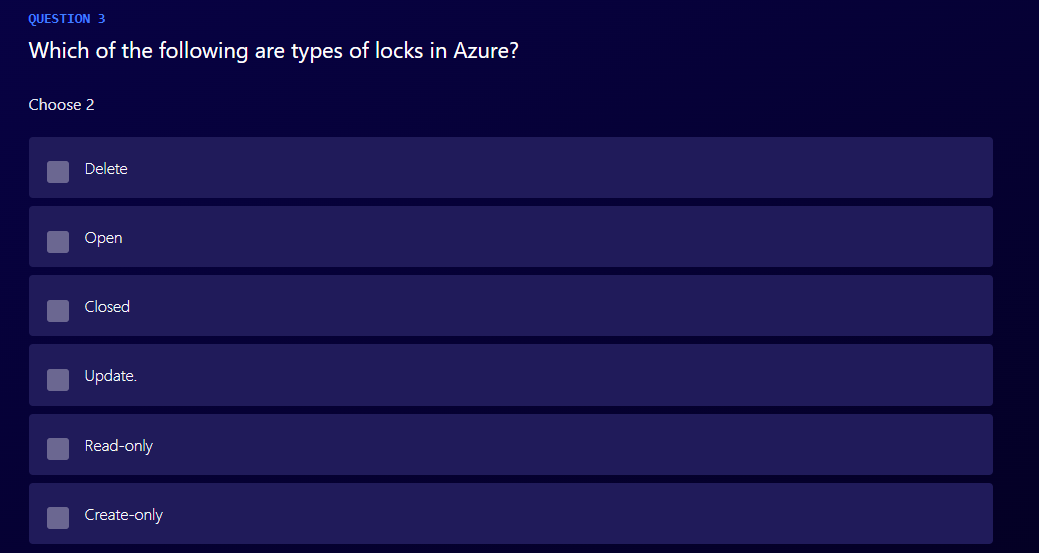 QUESTION 3
Which of the following are types of locks in Azure?
Choose 2
Delete
Open
Closed
Update.
Read-only
Create-only